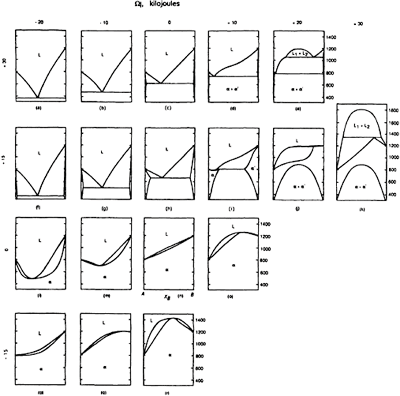 Ωl, kilojoules
-20 -10 0 +10 +20 +30
+30 L L L L L1 + L2 1400
1200
1000
α + α' α + α' 800
600
400
(a) (b) (c) (d) (e)
+15 L L L L L L1 + L2 1800
1600
1400
1200
1000
α α' α + α' α + α' 800
600
400
(f) (g) (h) (i) (j) (k)
0 L L L L 1400
1200
1000
α α α α 800
600
400
(l) (m) A XB (n) B (o)
-15 L L L 1400
1200
1000
α α α 800
600
400
(r)